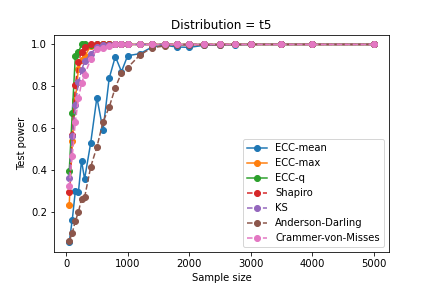 Distribution = t5
1.0
0.8
0.6
0.4
0.2
Test power
ECC-mean
ECC-max
ECC-q
Shapiro
KS
Anderson-Darling
Crammer-von-Misses
0 1000 2000 3000 4000 5000
Sample size